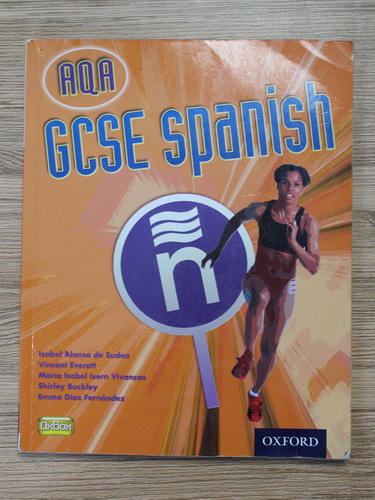 AQA
GCSE Spanish
ñ
Isabel Alonso de Sudea
Vincent Everett
María Isabel Isern Vivancos
Shirley Buckley
Emma Díaz Fernández
OxBox
OXFORD